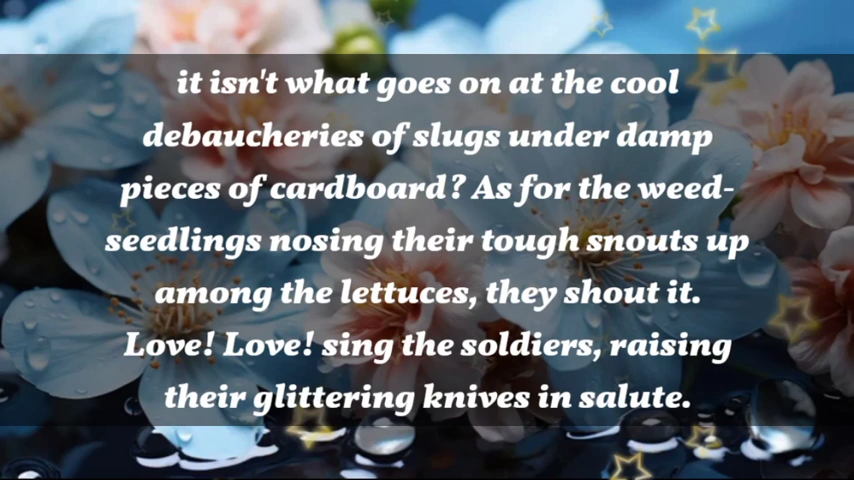 it isn't what goes on at the cool
debaucheries of slugs under damp
pieces of cardboard? As for the weed-
seedlings nosing their tough snouts up
among the lettuces, they shout it.
Love! Love! sing the soldiers, raising
their glittering knives in salute.